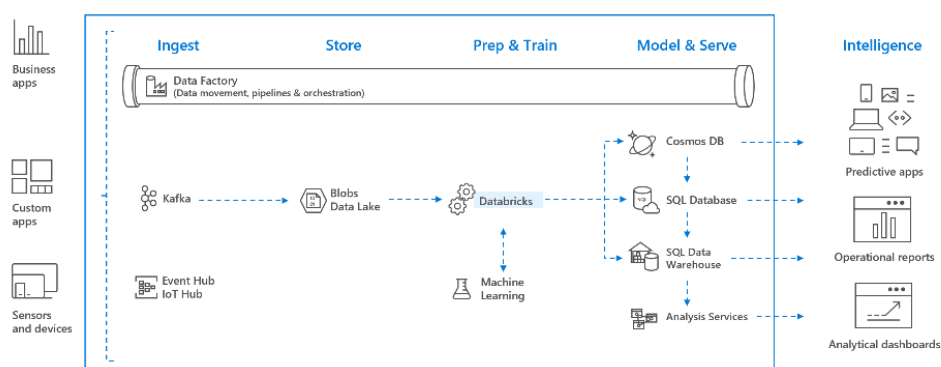 Ingest
Store
Prep & Train
Model & Serve
Intelligence
Business
apps
Data Factory
(Data movement, pipelines & orchestration)
Cosmos DB
Predictive apps
Custom
apps
Kafka
Blobs
Data Lake
Databricks
SQL Database
Operational reports
Event Hub
IoT Hub
Machine
Learning
SQL Data
Warehouse
Sensors
and devices
Analysis Services
Analytical dashboards